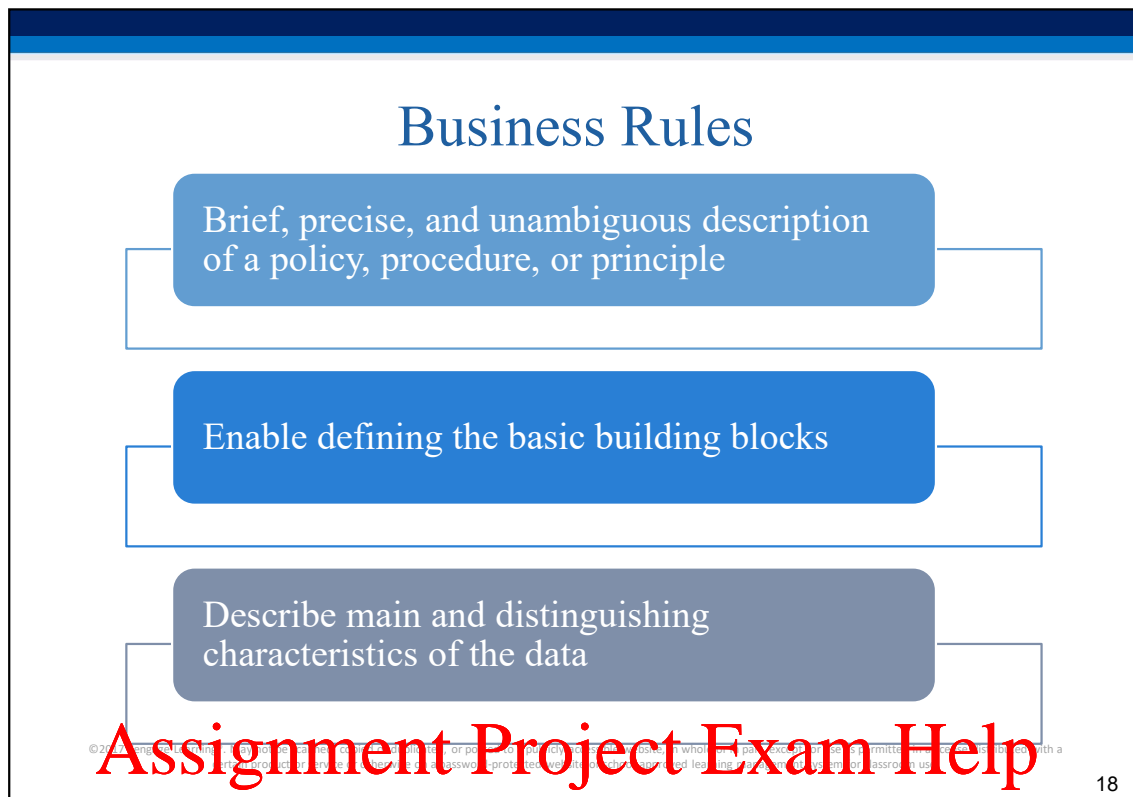 Business Rules
Brief, precise, and unambiguous description
of a policy, procedure, or principle
Enable defining the basic building blocks
Describe main and distinguishing
characteristics of the data
Assignment Project Exam Help
18